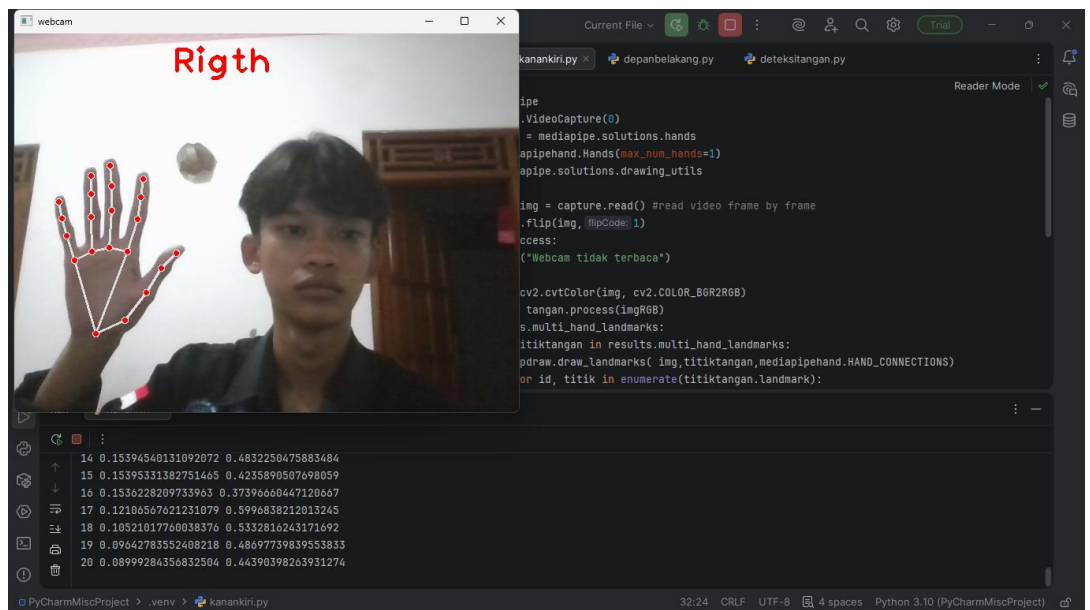 webcam
Current File
Trial
Rigth
kanankiri.py
depanbelakang.py
deteksitangan.py
Reader Mode
ipe
.VideoCapture(0)
= mediapipe.solutions.hands
apipehand.Hands(max_num_hands=1)
apipe.solutions.drawing_utils
img = capture.read() #read video frame by frame
.flip(img, flipCode: 1)
ccess:
("Webcam tidak terbaca")
cv2.cvtColor(img, cv2.COLOR_BGR2RGB)
tangan.process(imgRGB)
s.multi_hand_landmarks:
ititiktangan in results.multi_hand_landmarks:
pdraw.draw_landmarks( img,titiktangan,mediapipehand.HAND_CONNECTIONS)
or id, titik in enumerate(titiktangan.landmark):
14 0.15394540131092072 0.4832250475883484
15 0.15395331382751465 0.4235890507698059
16 0.1536228209733963 0.37396660447120667
17 0.12106567621231079 0.5996838212013245
18 0.10521017760038376 0.5332816243171692
19 0.09642783552408218 0.48697739839553833
20 0.08999284356832504 0.44390398263931274
PyCharmMiscProject > .venv > kanankiri.py
32:24 CRLF UTF-8 4 spaces Python 3.10 (PyCharmMiscProject)